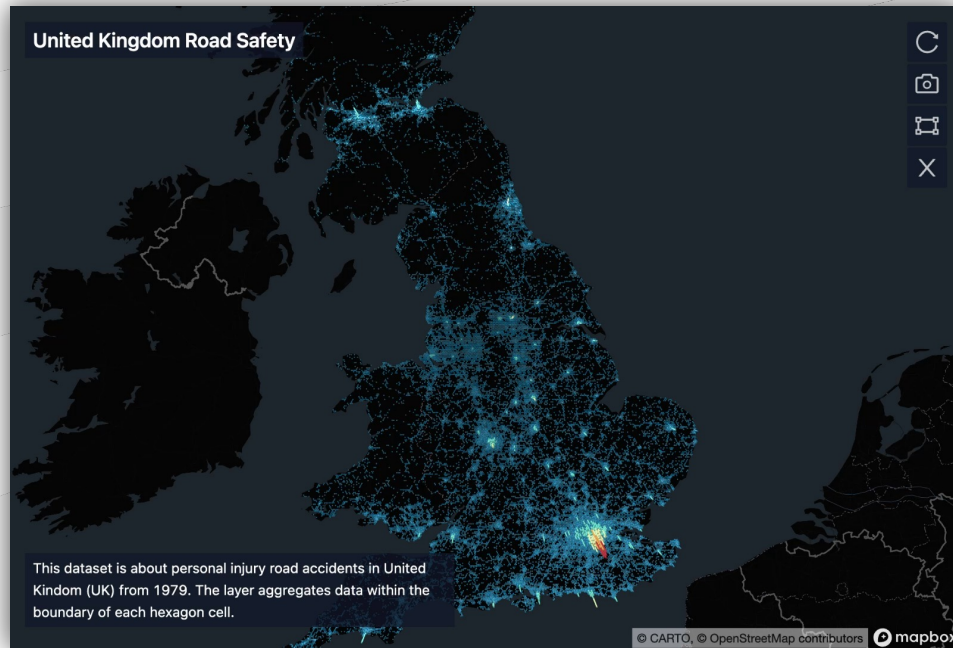 United Kingdom Road Safety
This dataset is about personal injury road accidents in United
Kindom (UK) from 1979. The layer aggregates data within the
boundary of each hexagon cell.
© CARTO, © OpenStreetMap contributors
mapbox